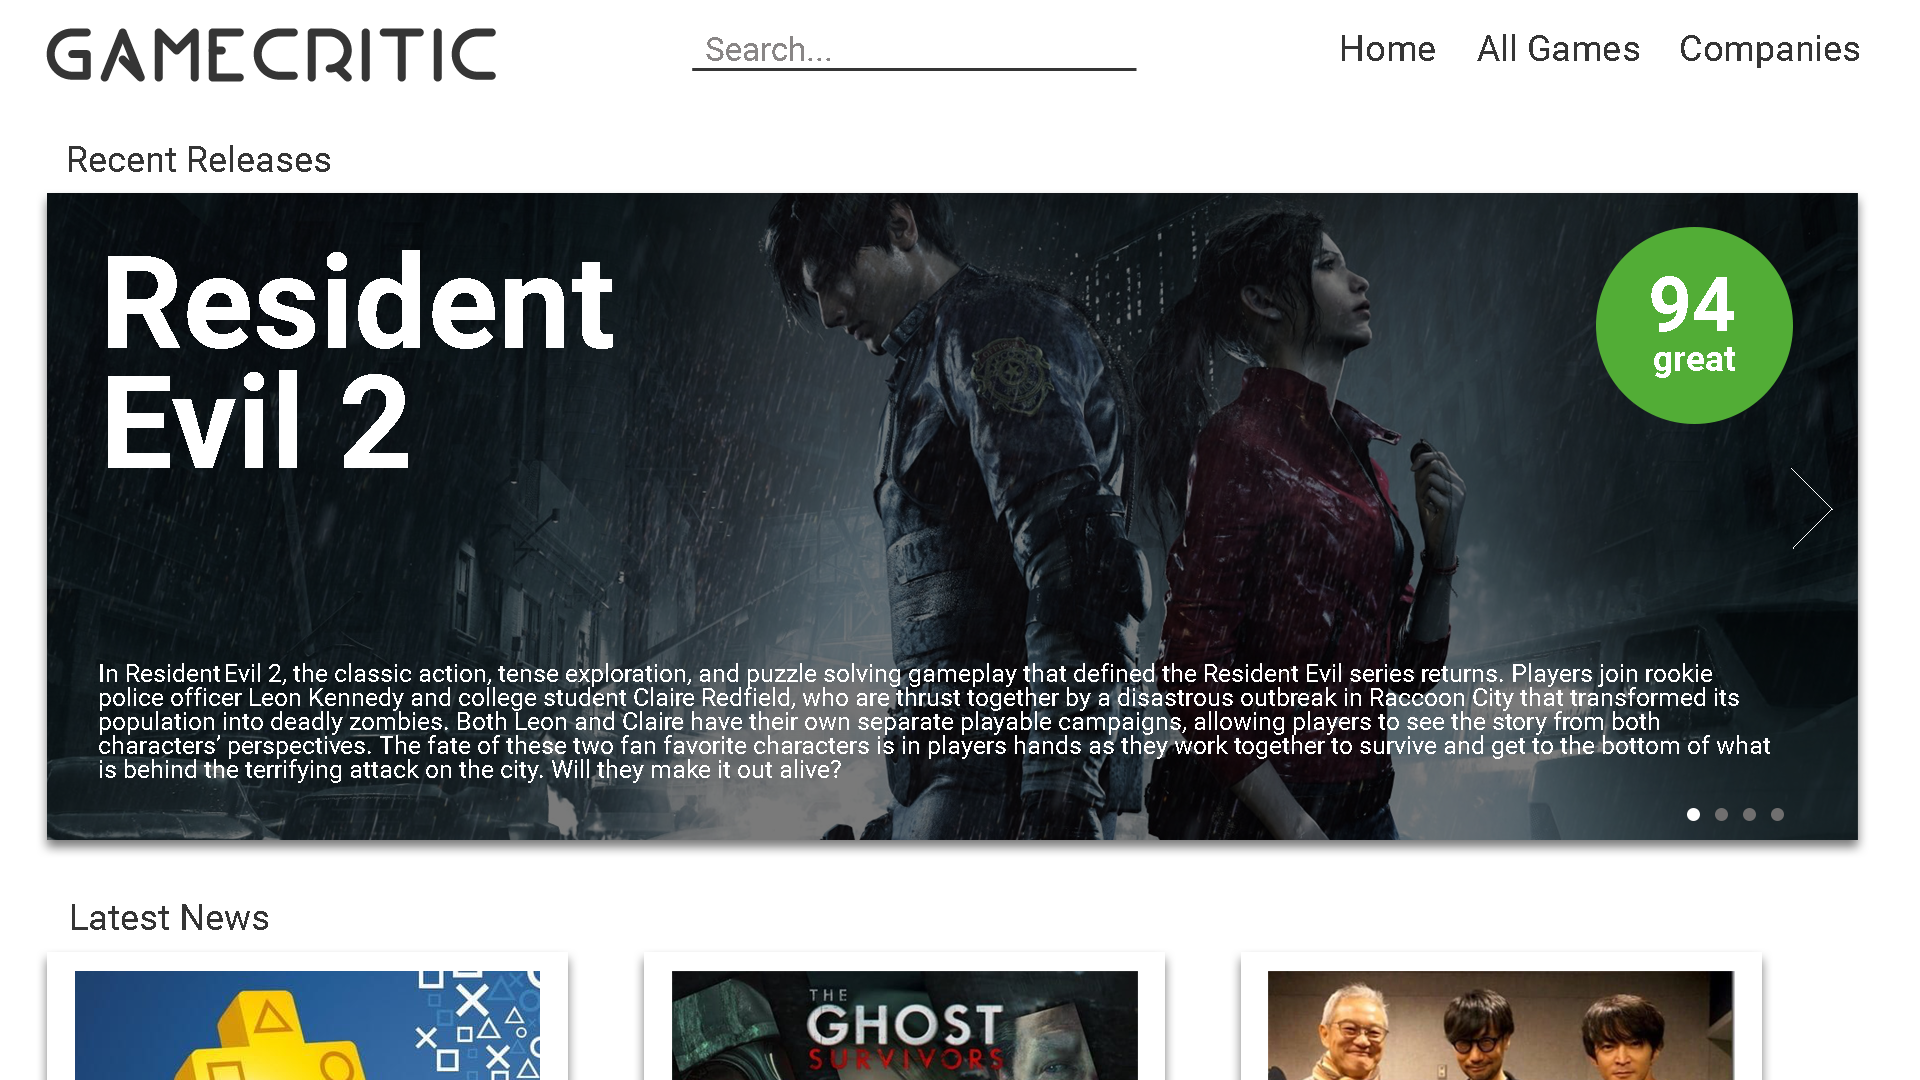 GAMECRITIC
Search...
Home
All Games
Companies
Recent Releases
Resident
Evil 2
94
great
In Resident Evil 2, the classic action, tense exploration, and puzzle solving gameplay that defined the Resident Evil series returns. Players join rookie
police officer Leon Kennedy and college student Claire Redfield, who are thrust together by a disastrous outbreak in Raccoon City that transformed its
population into deadly zombies. Both Leon and Claire have their own separate playable campaigns, allowing players to see the story from both
characters’ perspectives. The fate of these two fan favorite characters is in players hands as they work together to survive and get to the bottom of what
is behind the terrifying attack on the city. Will they make it out alive?
Latest News
THE
GHOST
SURVIVORS